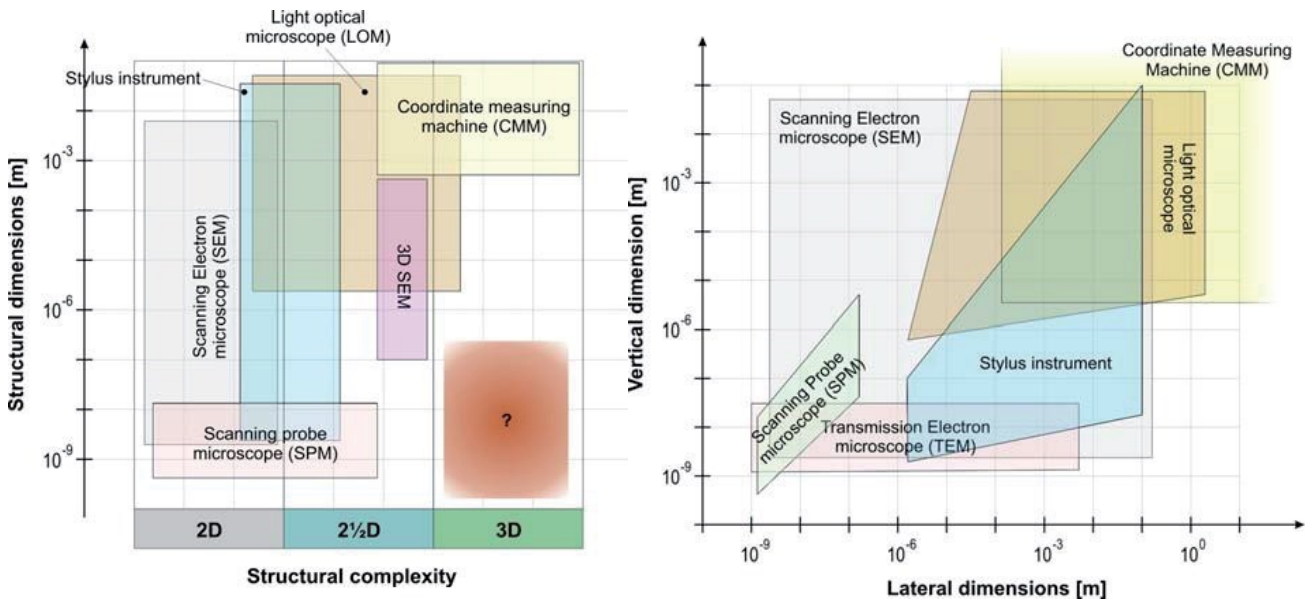 Light optical
microscope (LOM)
Stylus instrument
Coordinate measuring
machine (CMM)
Scanning Electron
microscope (SEM)
3D SEM
Scanning probe
microscope (SPM)
?
Structural dimensions [m]
10⁻³
10⁻⁶
10⁻⁹
2D
2½D
3D
Structural complexity
Coordinate Measuring
Machine (CMM)
Scanning Electron
microscope (SEM)
Light optical
microscope
Stylus instrument
Scanning Probe
microscope (SPM)
Transmission Electron
microscope (TEM)
Vertical dimension [m]
10⁻³
10⁻⁶
10⁻⁹
10⁻⁹
10⁻⁶
10⁻³
10⁰
Lateral dimensions [m]